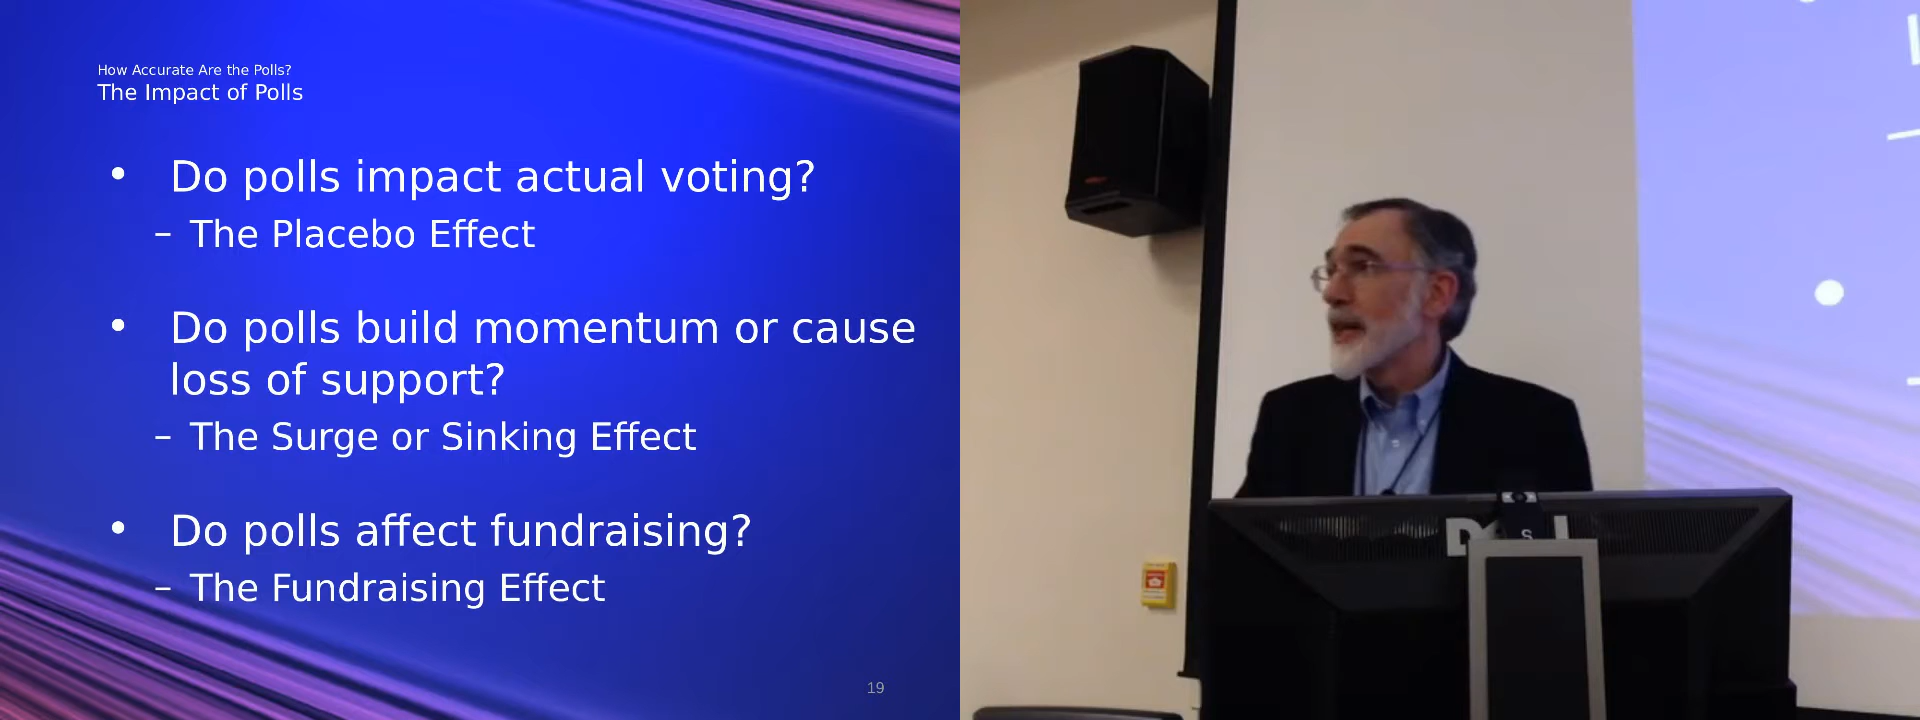 How Accurate Are the Polls?
The Impact of Polls
• Do polls impact actual voting?
– The Placebo Effect
• Do polls build momentum or cause
loss of support?
– The Surge or Sinking Effect
• Do polls affect fundraising?
– The Fundraising Effect
19
S